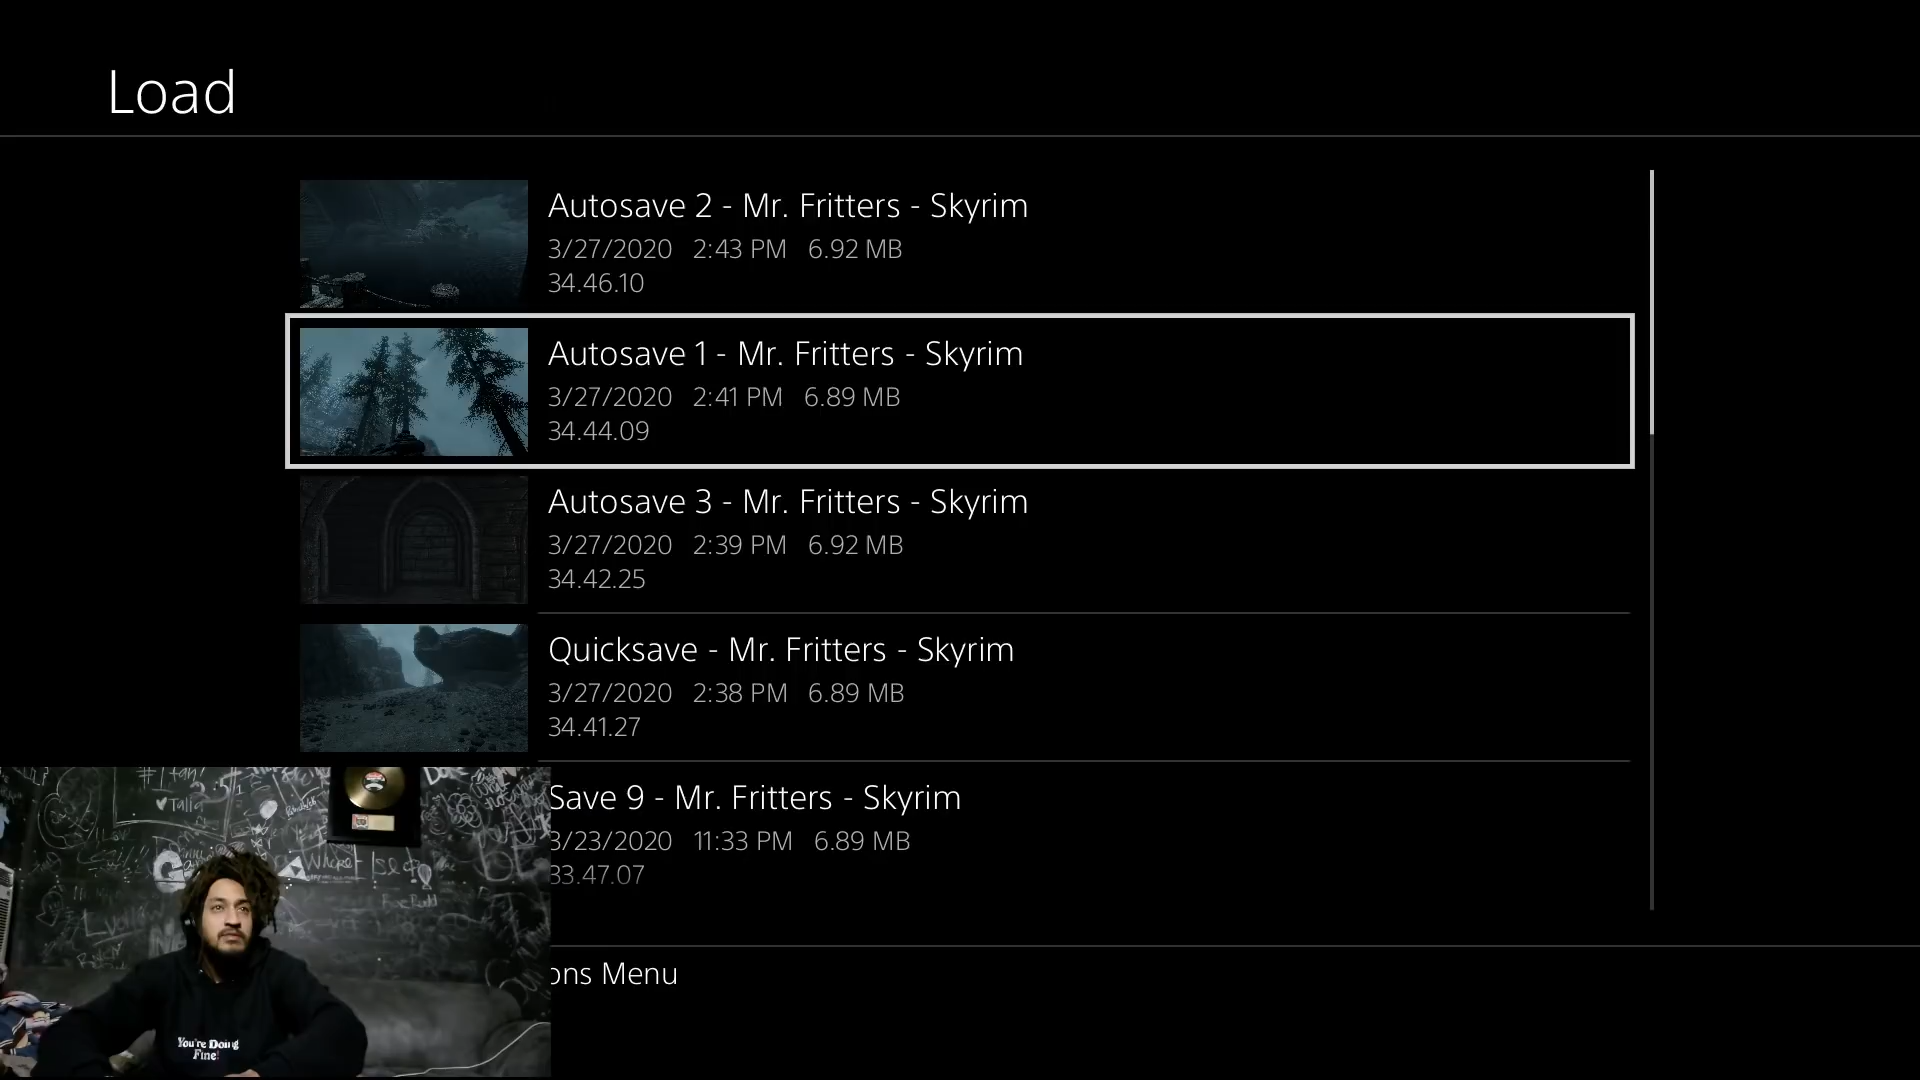 Load
Autosave 2 - Mr. Fritters - Skyrim
3/27/2020 2:43 PM 6.92 MB
34.46.10
Autosave 1 - Mr. Fritters - Skyrim
3/27/2020 2:41 PM 6.89 MB
34.44.09
Autosave 3 - Mr. Fritters - Skyrim
3/27/2020 2:39 PM 6.92 MB
34.42.25
Quicksave - Mr. Fritters - Skyrim
3/27/2020 2:38 PM 6.89 MB
34.41.27
Save 9 - Mr. Fritters - Skyrim
3/23/2020 11:33 PM 6.89 MB
33.47.07
ons Menu
Talia
Where I see
You're Doing
Fine!